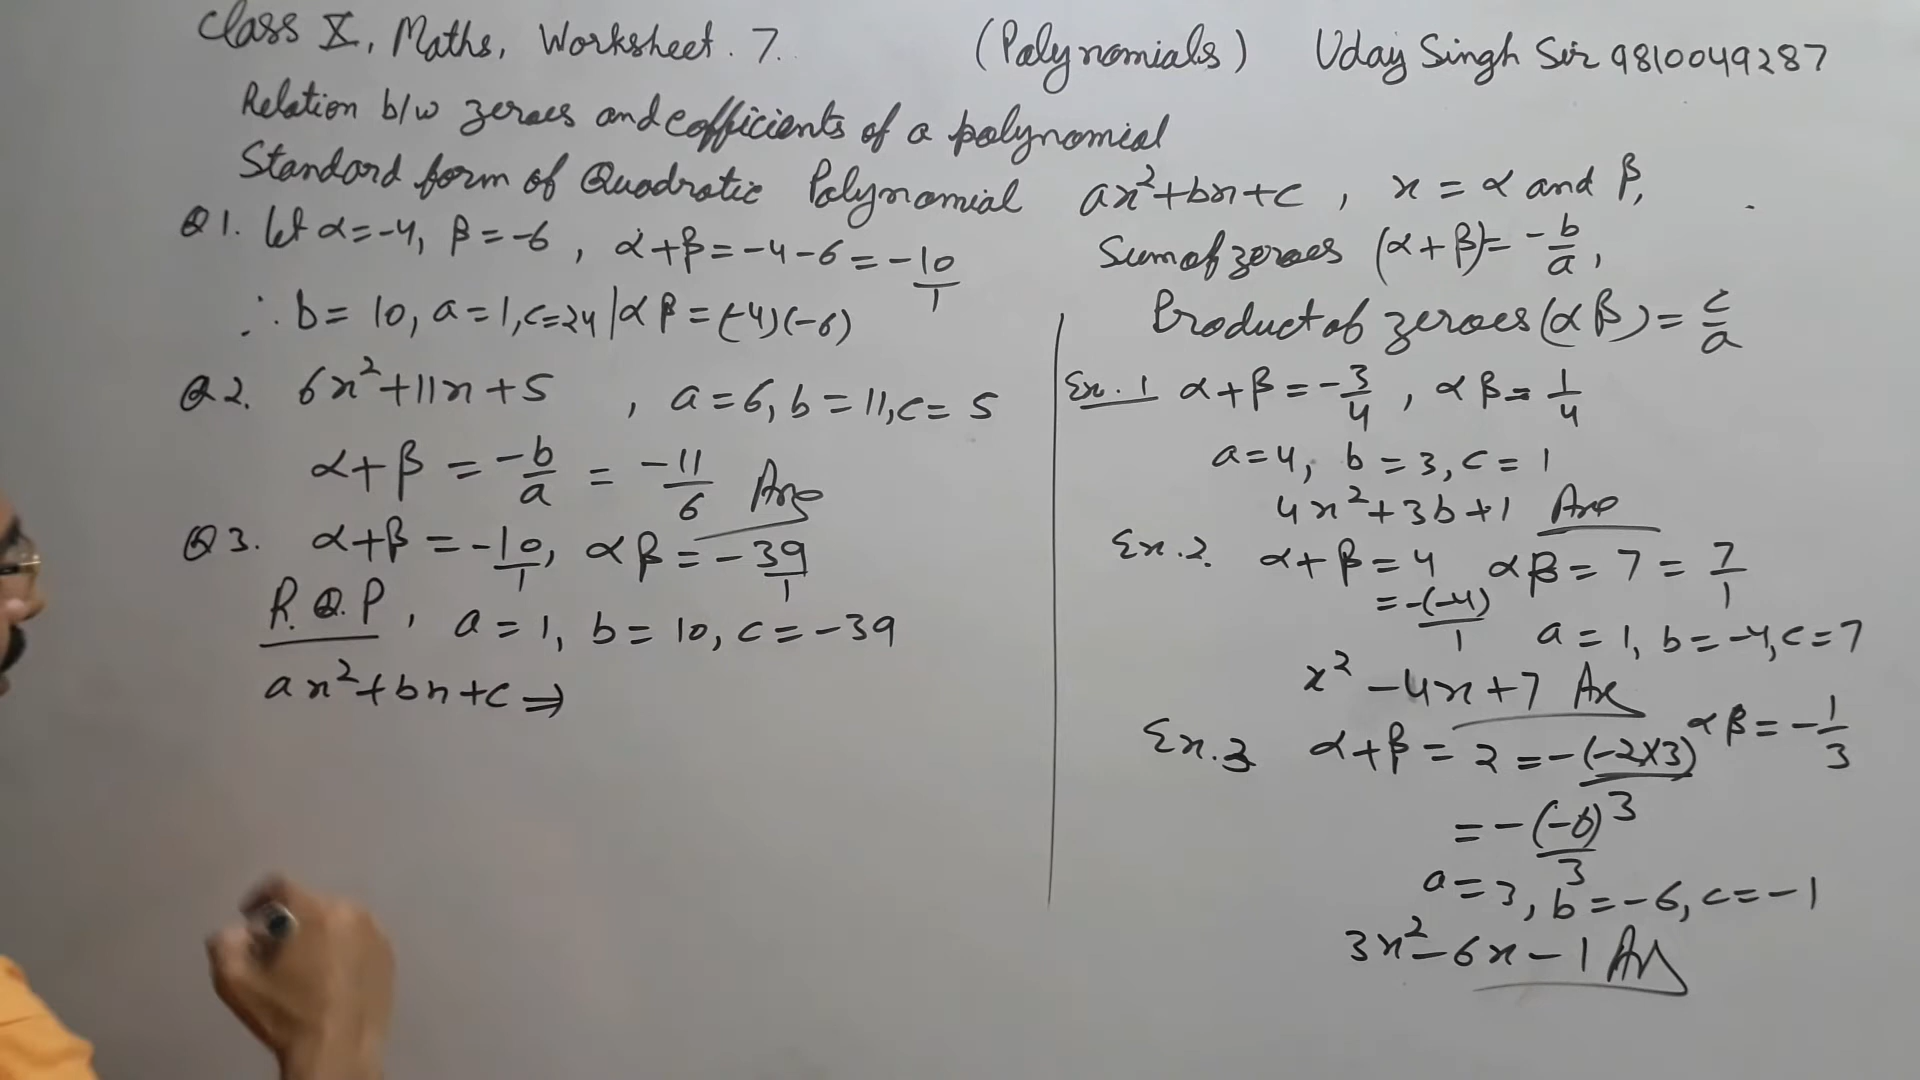 Class X, Maths, Worksheet. 7. (Polynomials) Uday Singh Sir 9810049287
Relation b/w zeroes and cofficients of a polynomial
Standard form of Quadratic Polynomial ax²+bx+c, x = α and β,
Q1. Let α=-4, β=-6, α+β=-4-6=-10/1
∴ b= 10, a=1, c=24 | αβ=(-4)(-6)
Q2. 6x²+11x+5, a=6, b=11, c=5
α+β = -b/a = -11/6 Ans
Q3. α+β=-10/1, αβ=-39/1
R.Q.P, a=1, b=10, c=-39
ax²+bx+c⇒
Sum of zeroes (α+β)=-b/a,
Product of zeroes (αβ)=c/a
Ex.1 α+β=-3/4, αβ=1/4
a=4, b=3, c=1
4x²+3b+1 Ans
Ex.2. α+β=4 αβ=7=7/1
=-(-4)/1 a=1, b=-4, c=7
x²-4x+7 Ans
Ex.3 α+β=2=-(-2×3)/3 αβ=-1/3
=-(-6)/3
a=3, b=-6, c=-1
3x²-6x-1 Ans